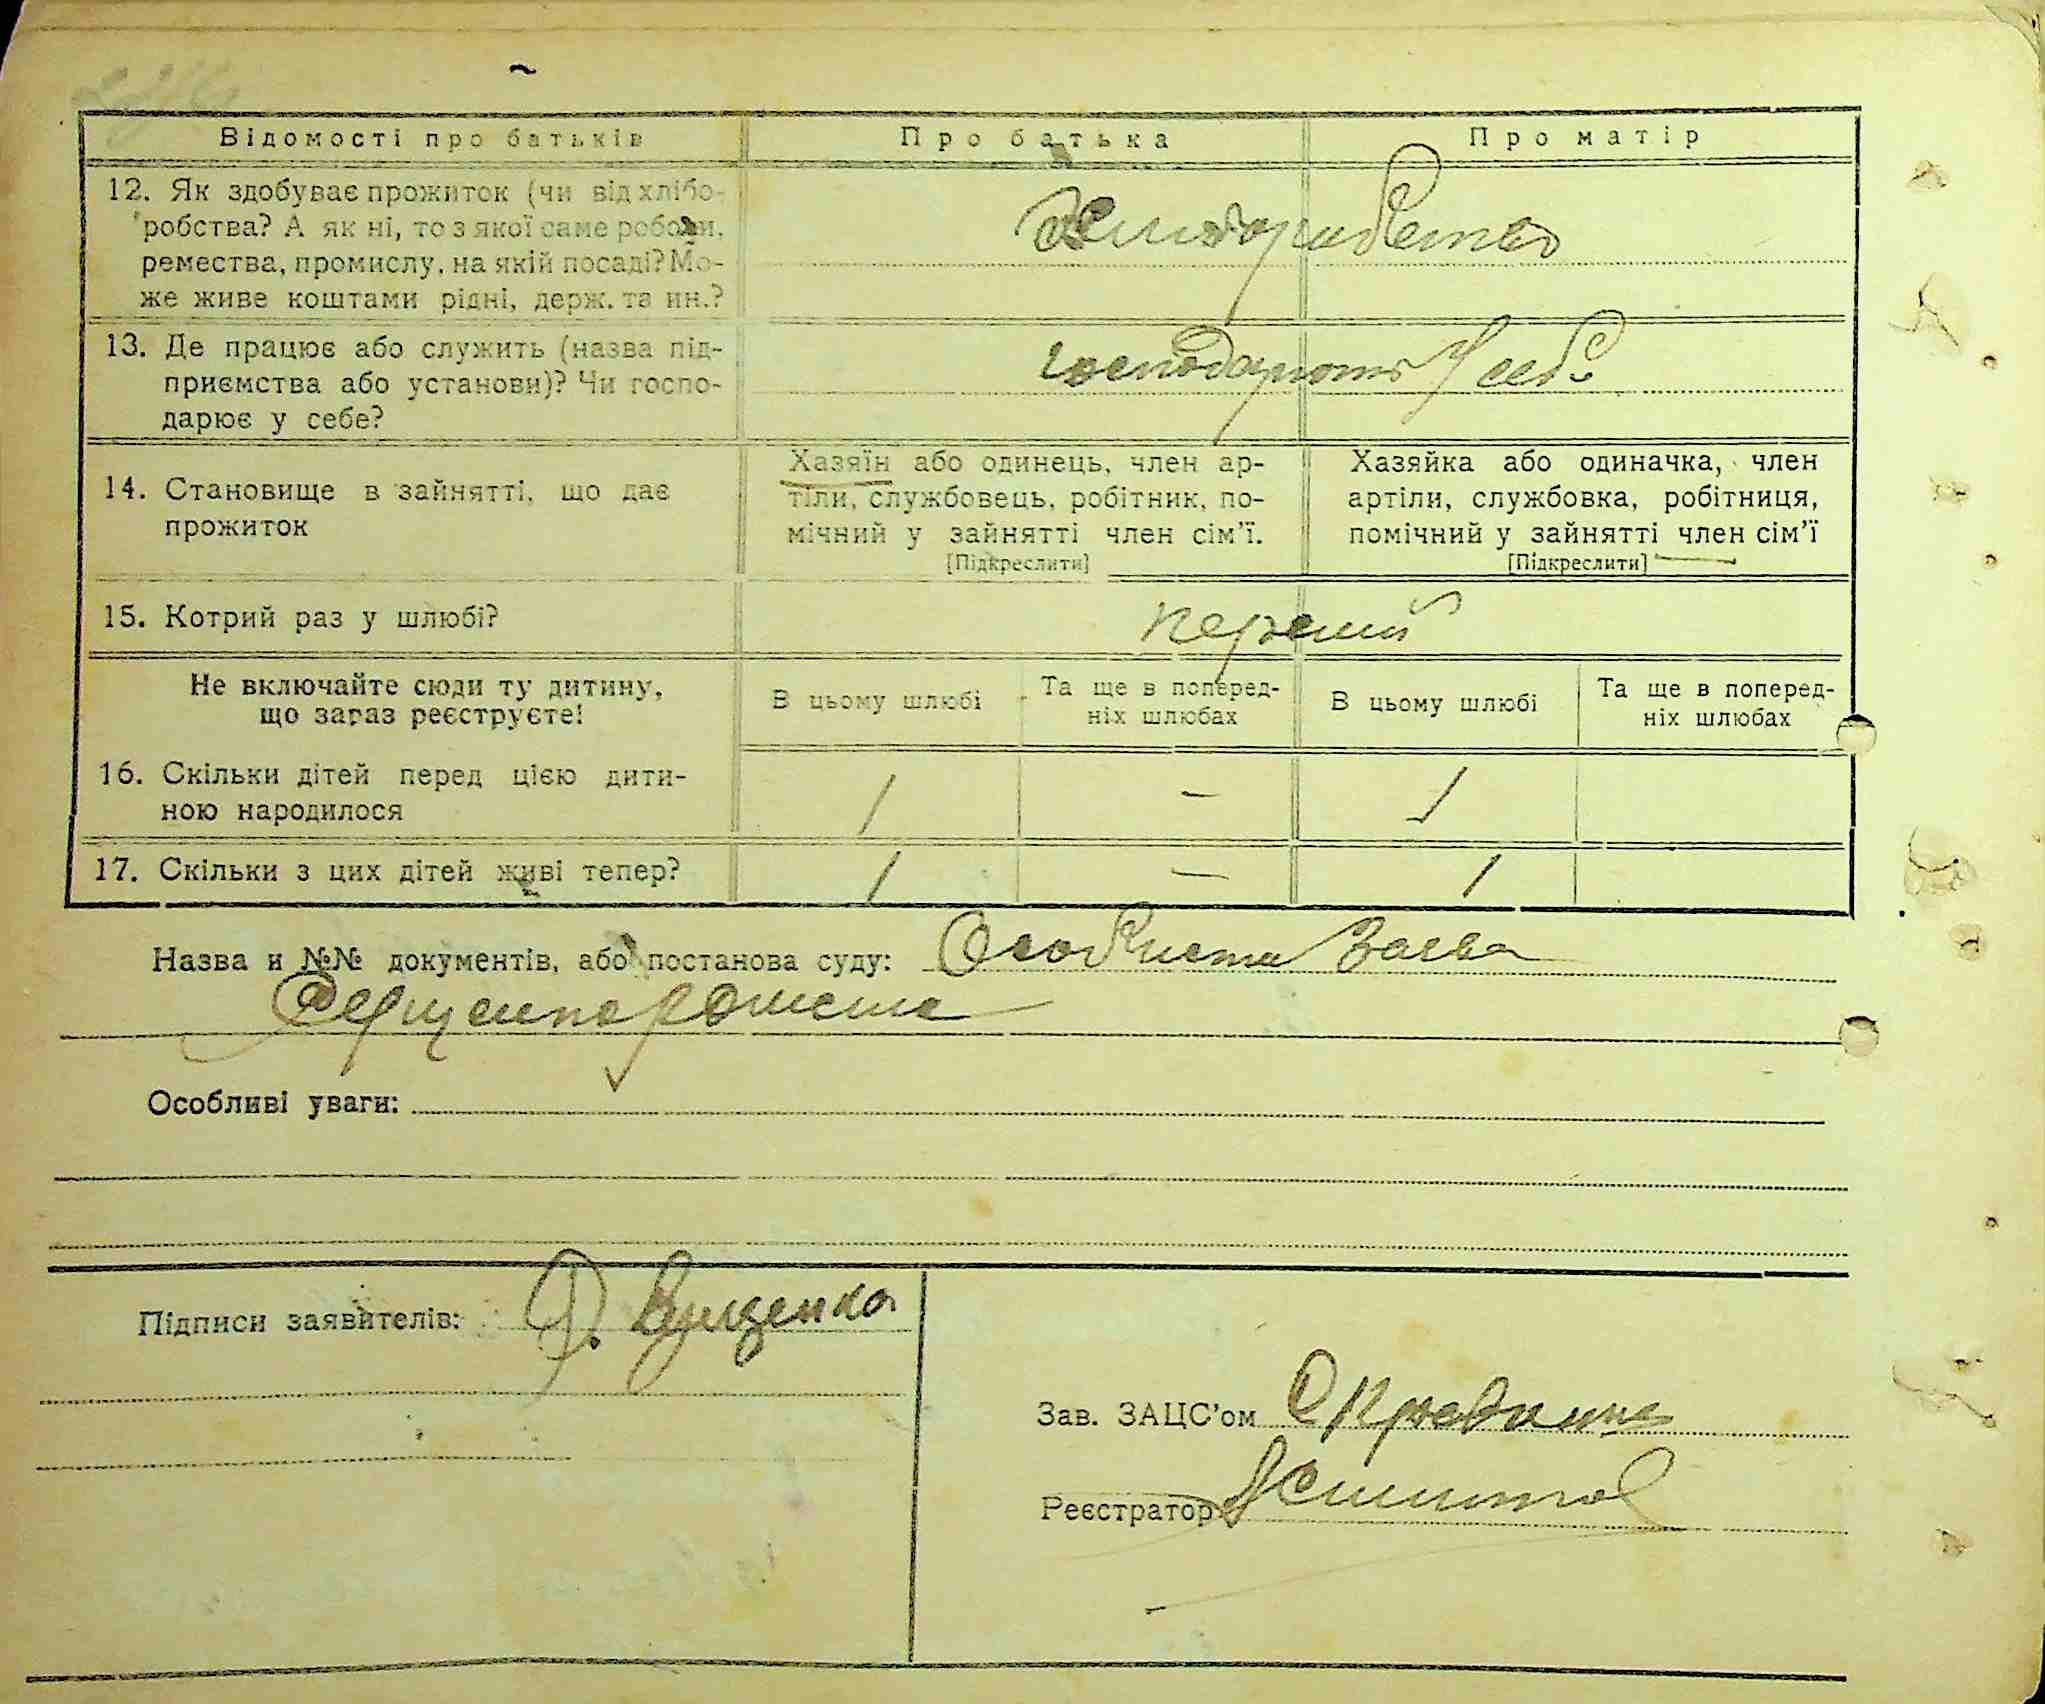 Відомості про батьків
Про батька
Про матір
12. Як здобуває прожиток (чи від хлібо-
робства? А як ні, то з якої саме роботи,
ремества, промислу, на якій посаді? Мо-
же живе коштами рідні, держ. та ин.?
13. Де працює або служить (назва під-
приємства або установи)? Чи госпо-
дарює у себе?
господарют У себе
14. Становище в зайнятті, що дає
прожиток
Хазяїн або одинець, член ар-
тіли, службовець, робітник, по-
мічний у зайнятті член сім’ї.
[Підкреслити]
Хазяйка або одиначка, член
артіли, службовка, робітниця,
помічний у зайнятті член сім’ї
[Підкреслити]
15. Котрий раз у шлюбі?
первий
Не включайте сюди ту дитину,
що зараз реєструєте!
В цьому шлюбі
Та ще в поперед-
ніх шлюбах
В цьому шлюбі
Та ще в поперед-
ніх шлюбах
16. Скільки дітей перед цією дити-
ною народилося
1 – 1
17. Скільки з цих дітей живі тепер?
1 – 1
Назва и №№ документів, або постанова суду: Особиста Заява
Особливі уваги:
Підписи заявителів:
Зав. ЗАЦС’ом
Реєстратор